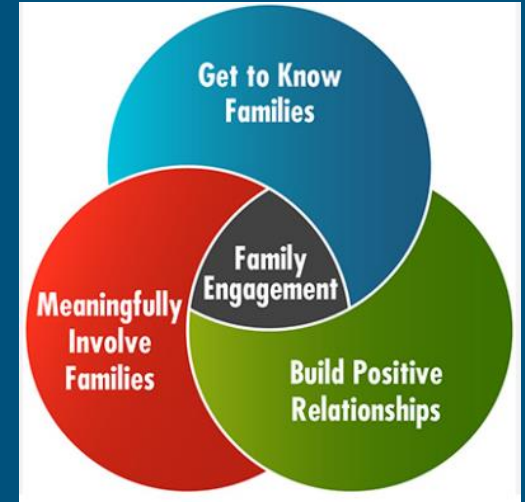 Get to Know
Families
Family
Engagement
Meaningfully
Involve
Families
Build Positive
Relationships